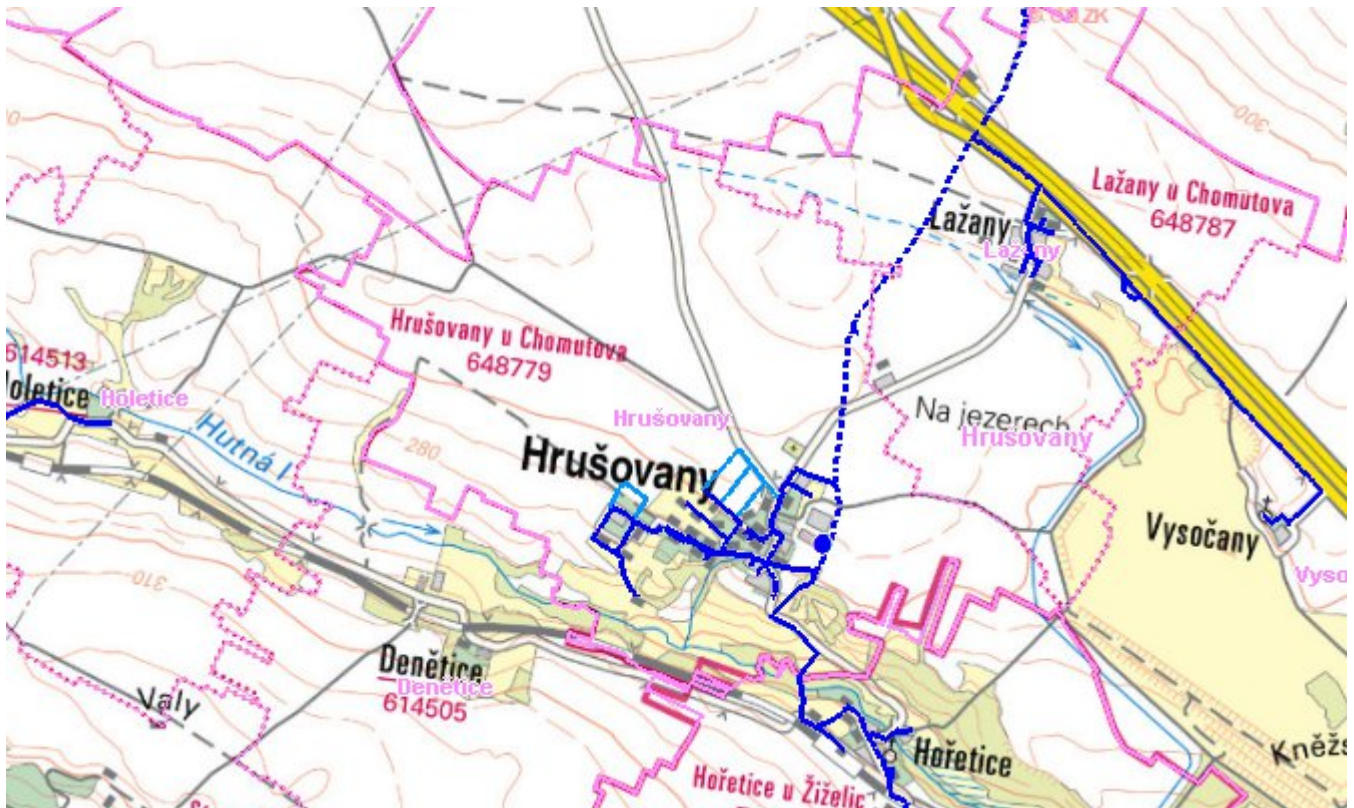 300
Lažany u Chomutova
648787
Lažany
Lažany
Hrušovany u Chomutova
648779
614513
Holetice
Hrušovany
Na jezerech
Hrušovany
Hutná I
280
Hrušovany
Vysočany
310
Denětice
Denětice
614505
Valy
Hořetice
Hořetice u Žiželic